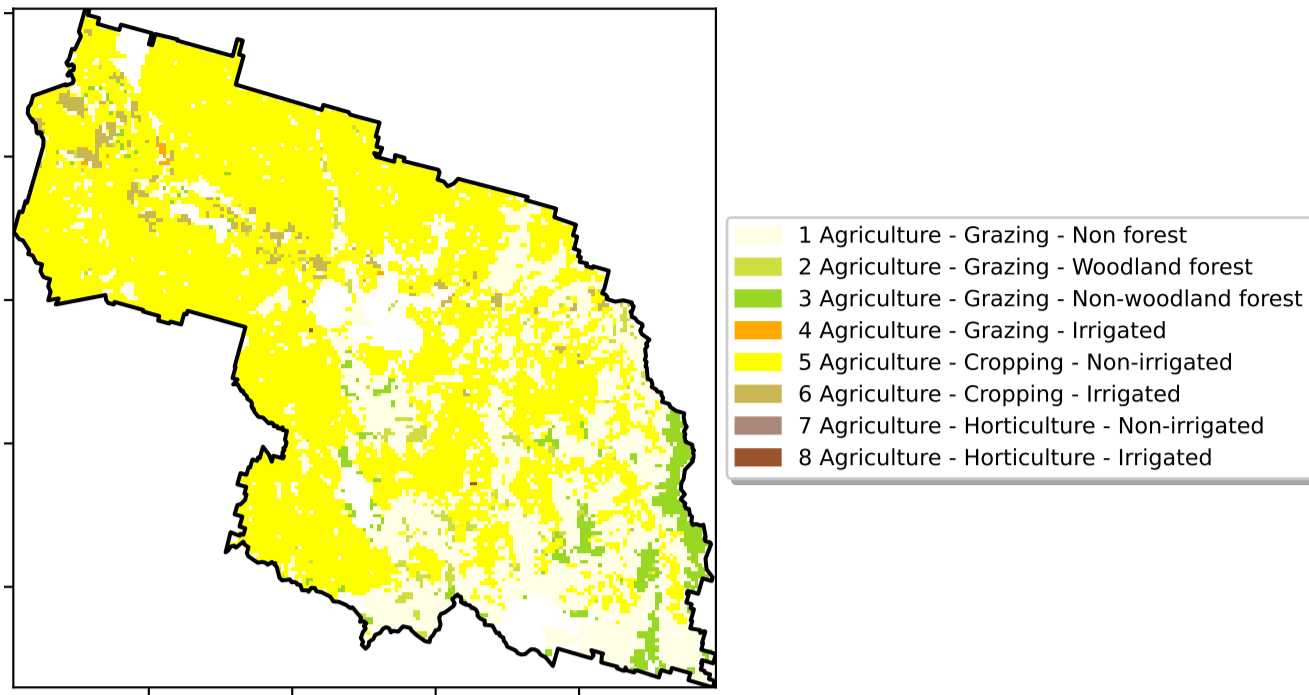 1 Agriculture - Grazing - Non forest
2 Agriculture - Grazing - Woodland forest
3 Agriculture - Grazing - Non-woodland forest
4 Agriculture - Grazing - Irrigated
5 Agriculture - Cropping - Non-irrigated
6 Agriculture - Cropping - Irrigated
7 Agriculture - Horticulture - Non-irrigated
8 Agriculture - Horticulture - Irrigated